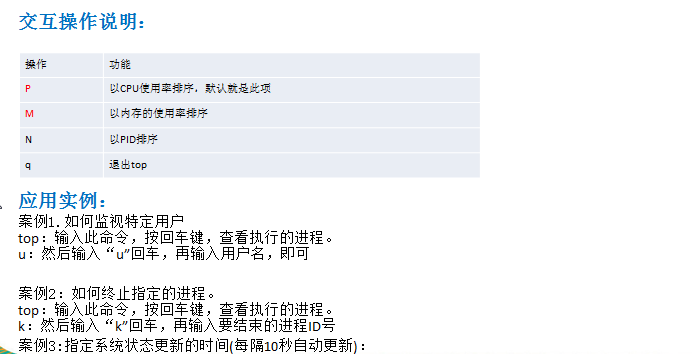 交互操作说明：
操作 功能
P 以CPU使用率排序，默认就是此项
M 以内存的使用率排序
N 以PID排序
q 退出top
应用实例：
案例1.如何监视特定用户
top：输入此命令，按回车键，查看执行的进程。
u：然后输入“u”回车，再输入用户名，即可
案例2：如何终止指定的进程。
top：输入此命令，按回车键，查看执行的进程。
k：然后输入“k”回车，再输入要结束的进程ID号
案例3:指定系统状态更新的时间(每隔10秒自动更新)：